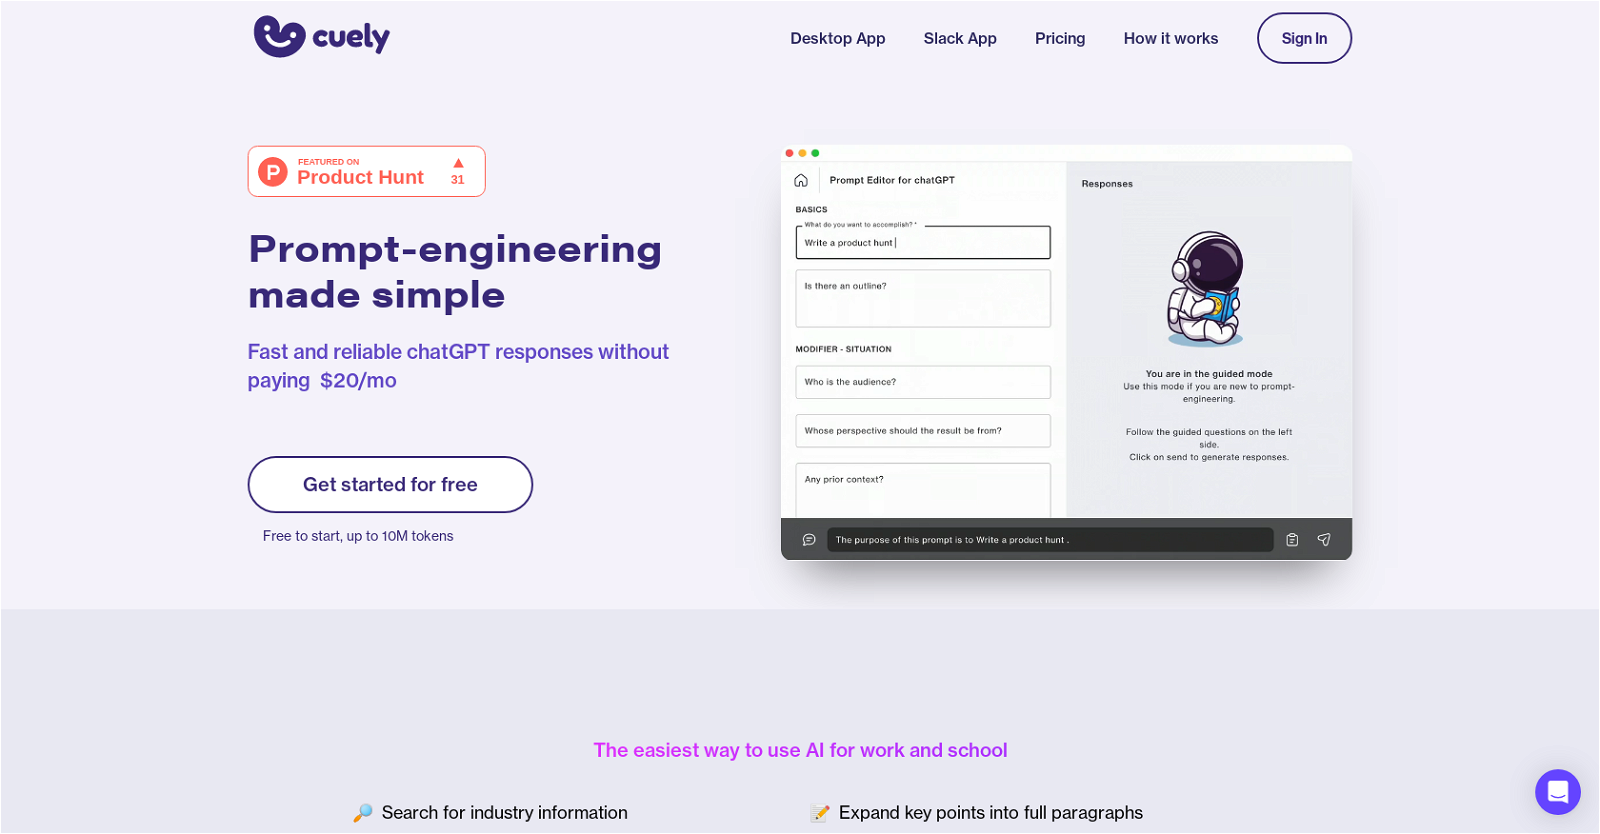 cuely
Desktop App
Slack App
Pricing
How it works
Sign In
P
FEATURED ON
Product Hunt
31
Prompt-engineering
made simple
Fast and reliable chatGPT responses without
paying $20/mo
Get started for free
Free to start, up to 10M tokens
Prompt Editor for chatGPT
BASICS
What do you want to accomplish? *
Write a product hunt
Is there an outline?
MODIFIER - SITUATION
Who is the audience?
Whose perspective should the result be from?
Any prior context?
Responses
You are in the guided mode
Use this mode if you are new to prompt-
engineering.
Follow the guided questions on the left
side.
Click on send to generate responses.
The purpose of this prompt is to Write a product hunt .
The easiest way to use AI for work and school
🔎 Search for industry information
📝 Expand key points into full paragraphs